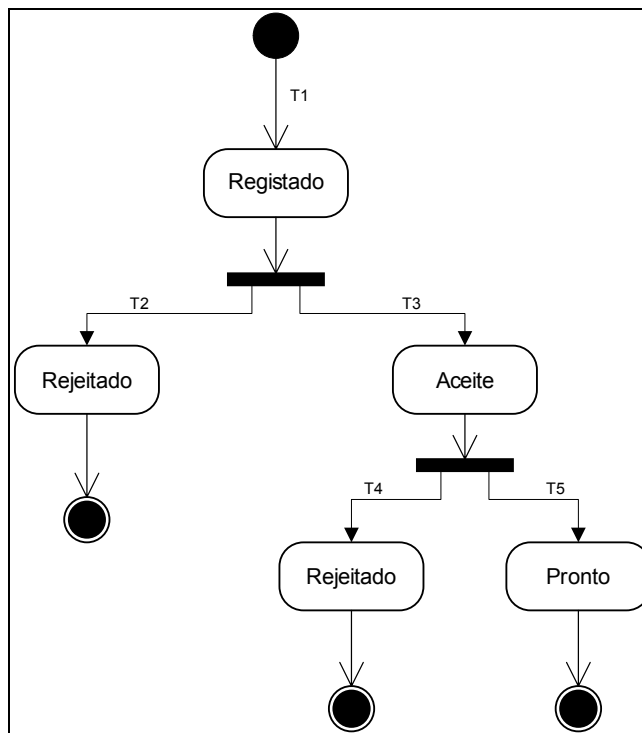 T1
Registado
T2
T3
Rejeitado
Aceite
T4
T5
Rejeitado
Pronto